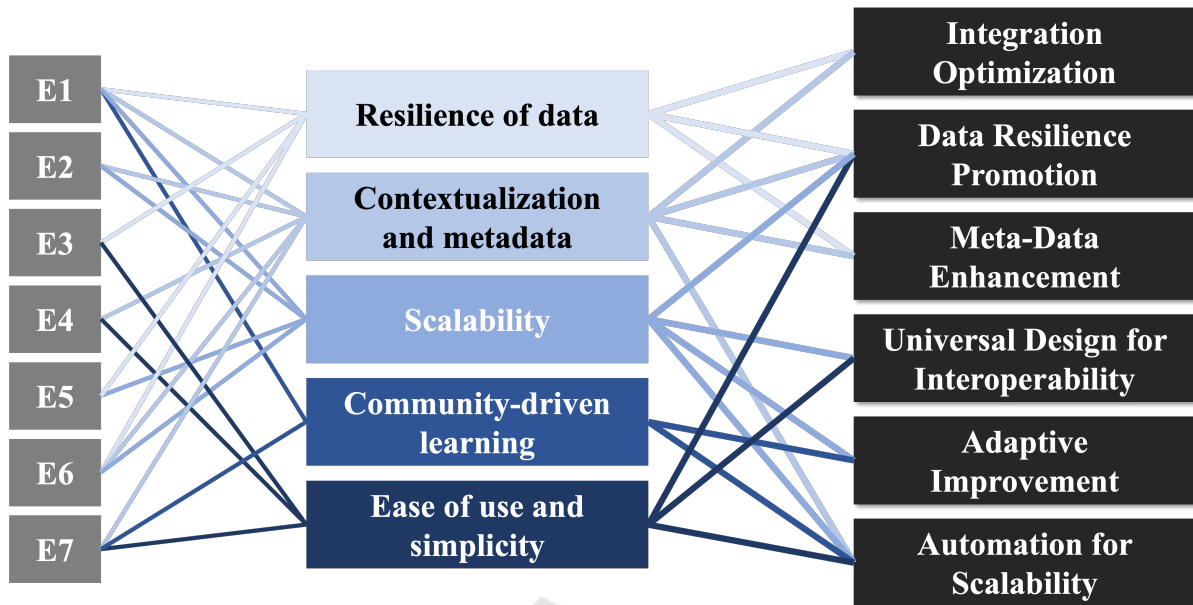 E1
E2
E3
E4
E5
E6
E7
Resilience of data
Contextualization
and metadata
Scalability
Community-driven
learning
Ease of use and
simplicity
Integration
Optimization
Data Resilience
Promotion
Meta-Data
Enhancement
Universal Design for
Interoperability
Adaptive
Improvement
Automation for
Scalability